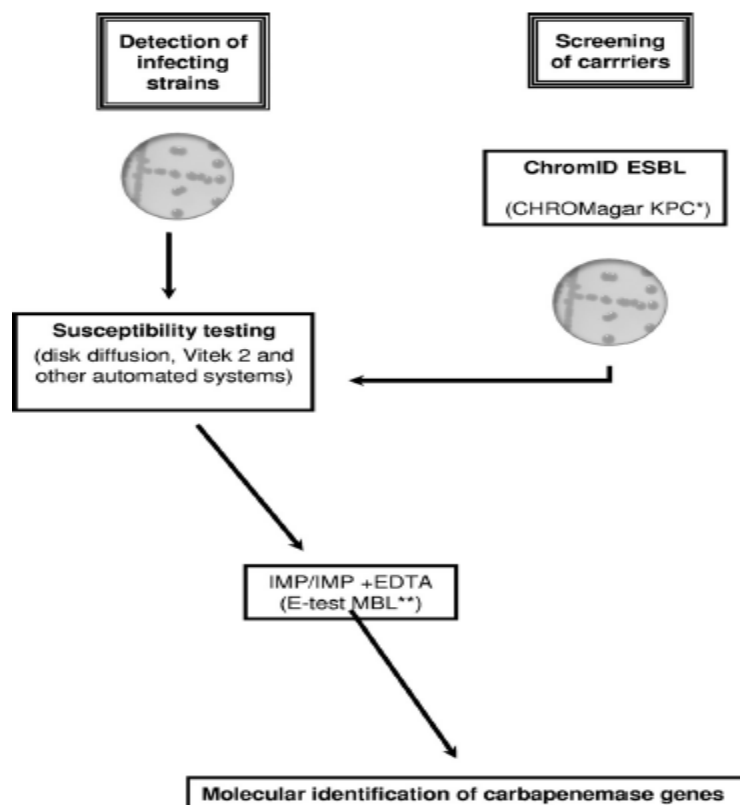 Detection of
infecting
strains
Screening
of carrriers
ChromID ESBL
(CHROMagar KPC*)
Susceptibility testing
(disk diffusion, Vitek 2 and
other automated systems)
IMP/IMP +EDTA
(E-test MBL**)
Molecular identification of carbapenemase genes